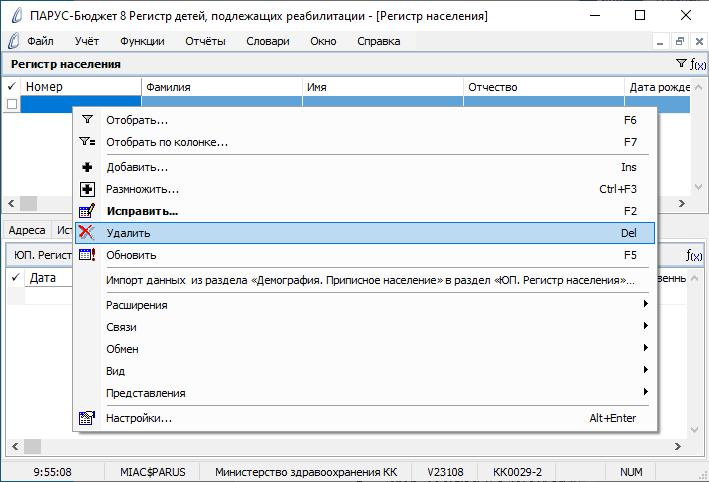 ПАРУС-Бюджет 8 Регистр детей, подлежащих реабилитации - [Регистр населения]
Файл Учёт Функции Отчёты Словари Окно Справка
Регистр населения f(x)
Номер Фамилия Имя Отчество Дата рожде
Отобрать... F6
Отобрать по колонке... F7
Добавить... Ins
Размножить... Ctrl+F3
Исправить... F2
Адреса Ист
Удалить Del
ЮП. Регист
Обновить F5 f(x)
Дата
Импорт данных из раздела «Демография. Приписное население» в раздел «ЮП. Регистр населения»...
венны
Расширения
Связи
Обмен
Вид
Представления
Настройки... Alt+Enter
9:55:08 MIAC$PARUS Министерство здравоохранения КК V23108 KK0029-2 NUM